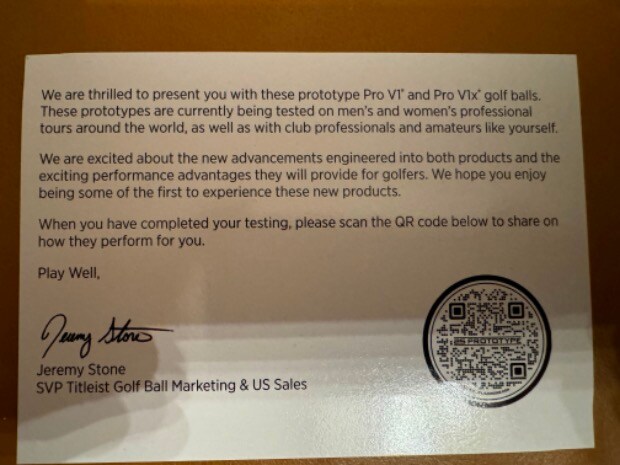 We are thrilled to present you with these prototype Pro V1® and Pro V1x® golf balls.
These prototypes are currently being tested on men's and women's professional
tours around the world, as well as with club professionals and amateurs like yourself.
We are excited about the new advancements engineered into both products and the
exciting performance advantages they will provide for golfers. We hope you enjoy
being some of the first to experience these new products.
When you have completed your testing, please scan the QR code below to share on
how they perform for you.
Play Well,
Jeremy Stone
Jeremy Stone
SVP Titleist Golf Ball Marketing & US Sales
PROTOTYPE